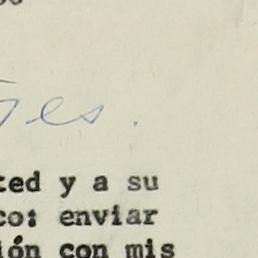 ted y a su
co: enviar
ión con mis